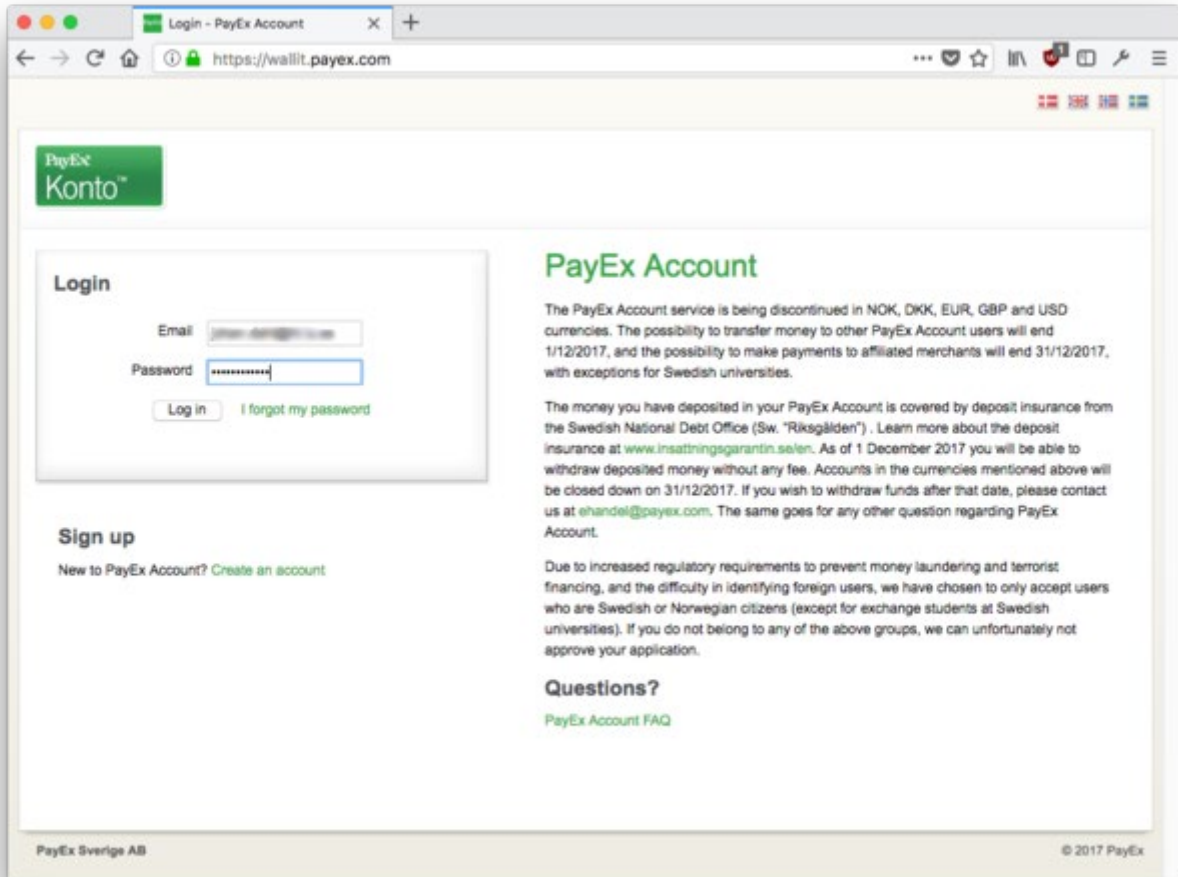 Login - PayEx Account
https://wallit.payex.com
1
PayEx
Konto™
Login
Email
Password
Log in I forgot my password
Sign up
New to PayEx Account? Create an account
PayEx Account
The PayEx Account service is being discontinued in NOK, DKK, EUR, GBP and USD
currencies. The possibility to transfer money to other PayEx Account users will end
1/12/2017, and the possibility to make payments to affiliated merchants will end 31/12/2017,
with exceptions for Swedish universities.
The money you have deposited in your PayEx Account is covered by deposit insurance from
the Swedish National Debt Office (Sw. "Riksgälden") . Learn more about the deposit
insurance at www.insattningsgarantin.se/en. As of 1 December 2017 you will be able to
withdraw deposited money without any fee. Accounts in the currencies mentioned above will
be closed down on 31/12/2017. If you wish to withdraw funds after that date, please contact
us at ehandel@payex.com. The same goes for any other question regarding PayEx
Account.
Due to increased regulatory requirements to prevent money laundering and terrorist
financing, and the difficulty in identifying foreign users, we have chosen to only accept users
who are Swedish or Norwegian citizens (except for exchange students at Swedish
universities). If you do not belong to any of the above groups, we can unfortunately not
approve your application.
Questions?
PayEx Account FAQ
PayEx Sverige AB
© 2017 PayEx